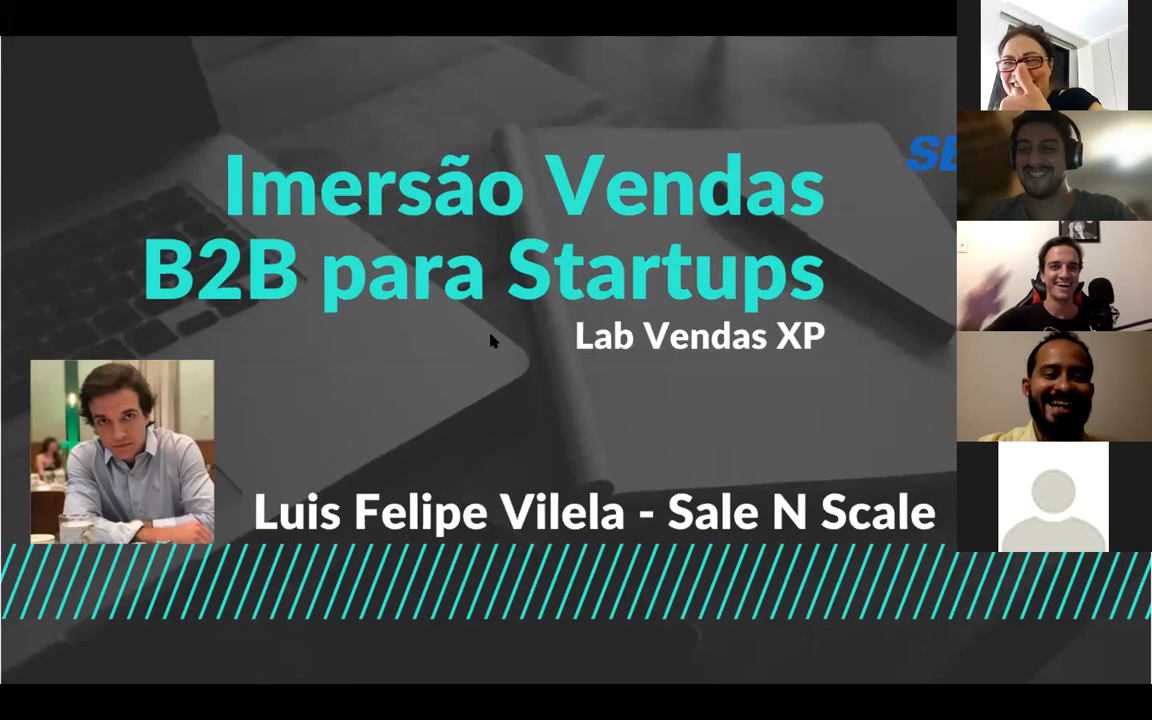 Imersão Vendas
B2B para Startups
Lab Vendas XP
Luis Felipe Vilela - Sale N Scale